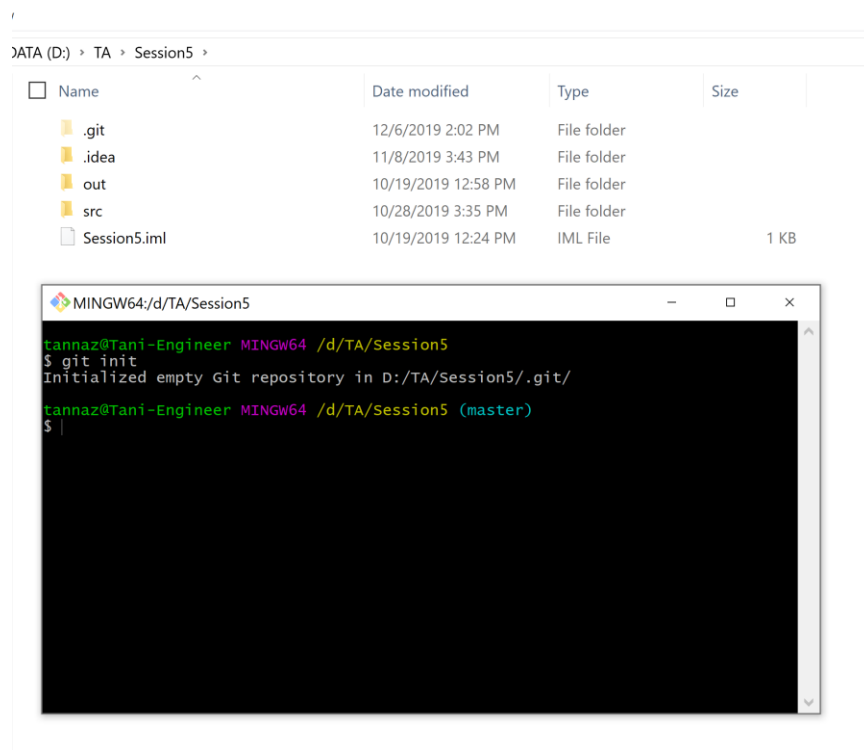 DATA (D:) › TA › Session5 ›
Name Date modified Type Size
.git 12/6/2019 2:02 PM File folder
.idea 11/8/2019 3:43 PM File folder
out 10/19/2019 12:58 PM File folder
src 10/28/2019 3:35 PM File folder
Session5.iml 10/19/2019 12:24 PM IML File 1 KB
MINGW64:/d/TA/Session5
tannaz@Tani-Engineer MINGW64 /d/TA/Session5
$ git init
Initialized empty Git repository in D:/TA/Session5/.git/
tannaz@Tani-Engineer MINGW64 /d/TA/Session5 (master)
$